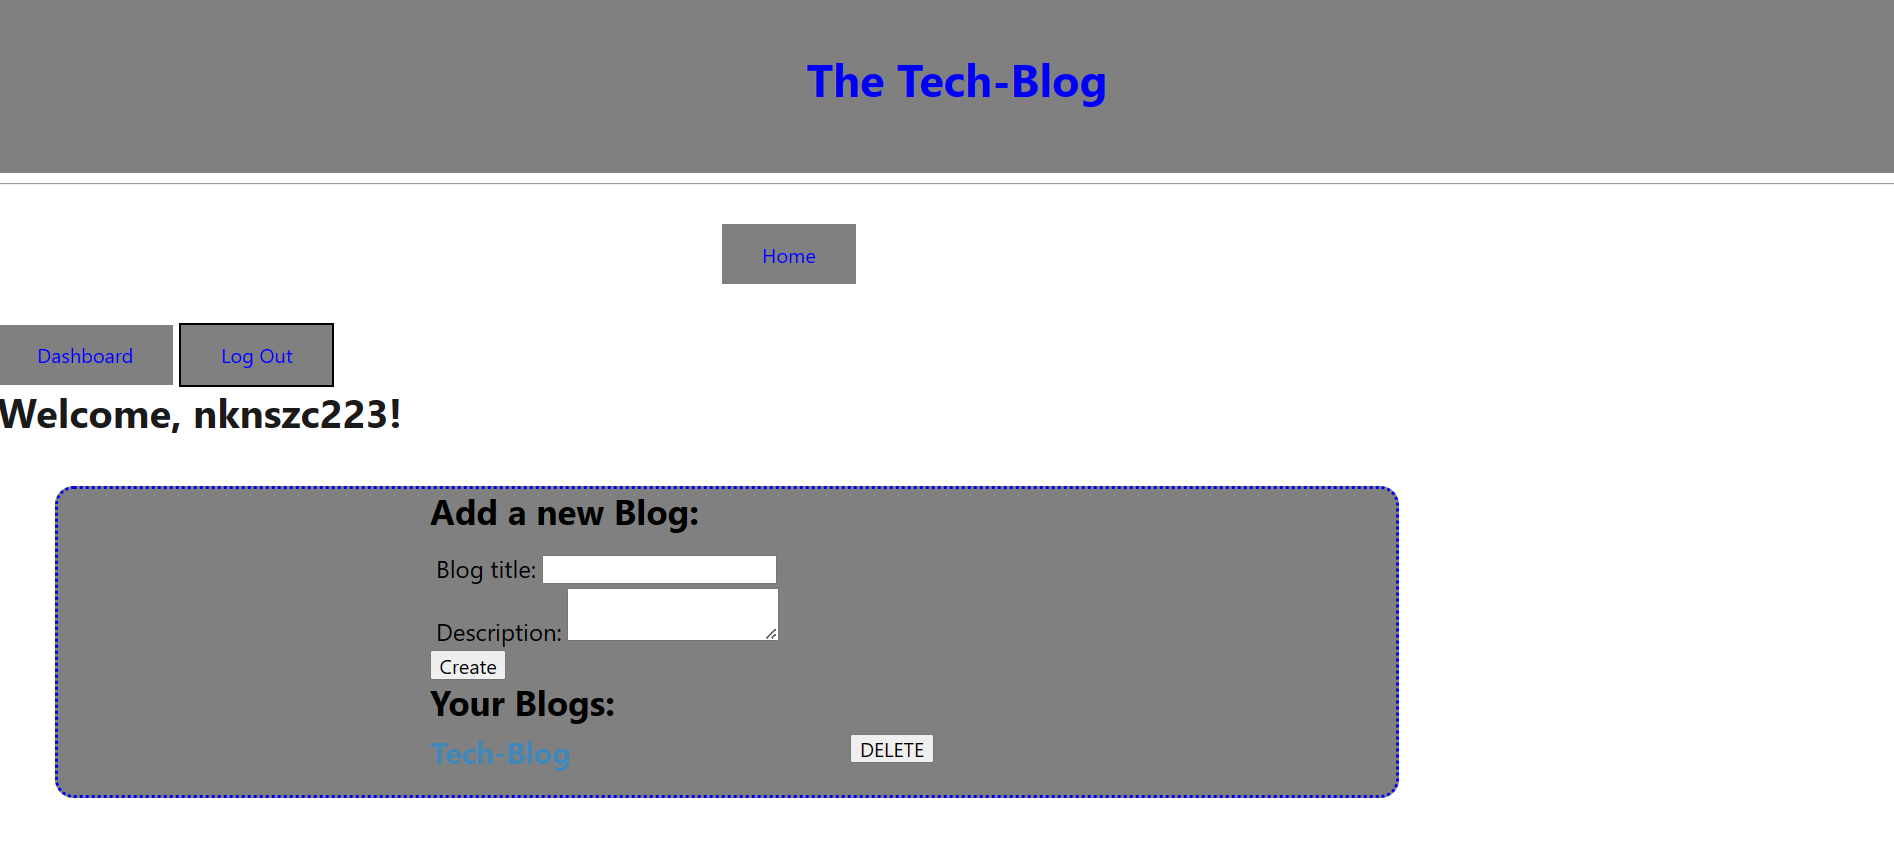 The Tech-Blog
Home
Dashboard Log Out
Welcome, nknszc223!
Add a new Blog:
Blog title:
Description:
Create
Your Blogs:
Tech-Blog DELETE